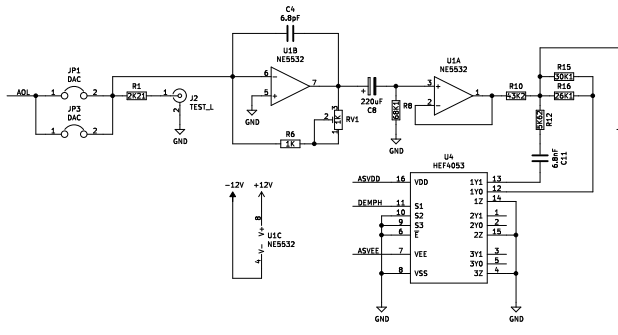 C4
6.8pF
U1B
NE5532
JP1
DAC
AOL
1 2
R1
2K21
1
J2
TEST_L
2
GND
JP3
DAC
1 2
6
5
7
GND
R6
1K
2
3
1
1K
RV1
220uF
C8
68K1
R8
GND
U1A
NE5532
3
2
1
R10
43K2
R15
30K1
R16
26K1
R12
6.8nF
C11
-12V +12V
8
V+
V-
4
U1C
NE5532
U4
HEF4053
ASVDD 16 VDD
DEMPH 11 S1
10 S2
9 S3
6 E
ASVEE 7 VEE
8 VSS
1Y1 13
1Y0 12
1Z 14
2Y1 1
2Y0 2
2Z 15
3Y1 3
3Y0 5
3Z 4
GND
GND